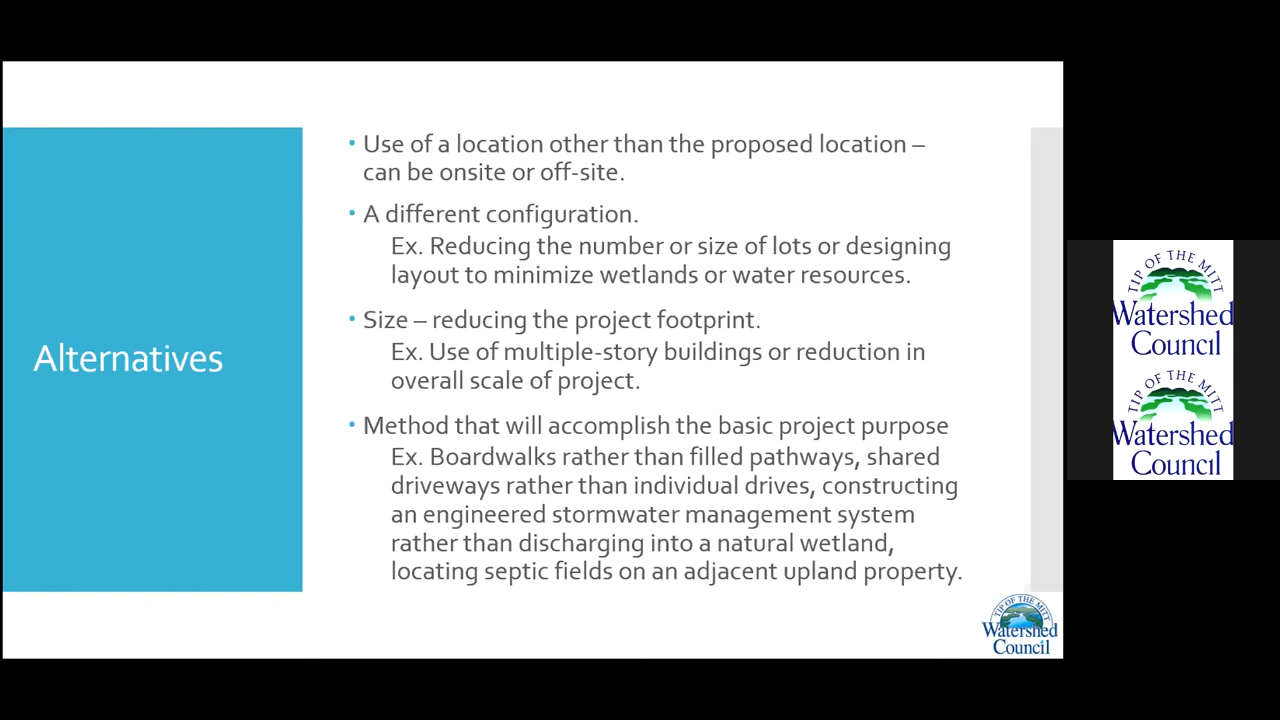 Alternatives
• Use of a location other than the proposed location –
can be onsite or off-site.
• A different configuration.
Ex. Reducing the number or size of lots or designing
layout to minimize wetlands or water resources.
• Size – reducing the project footprint.
Ex. Use of multiple-story buildings or reduction in
overall scale of project.
• Method that will accomplish the basic project purpose
Ex. Boardwalks rather than filled pathways, shared
driveways rather than individual drives, constructing
an engineered stormwater management system
rather than discharging into a natural wetland,
locating septic fields on an adjacent upland property.
TIP OF THE MITT
Watershed
Council
TIP OF THE MITT
Watershed
Council
TIP OF THE MITT
Watershed
Council